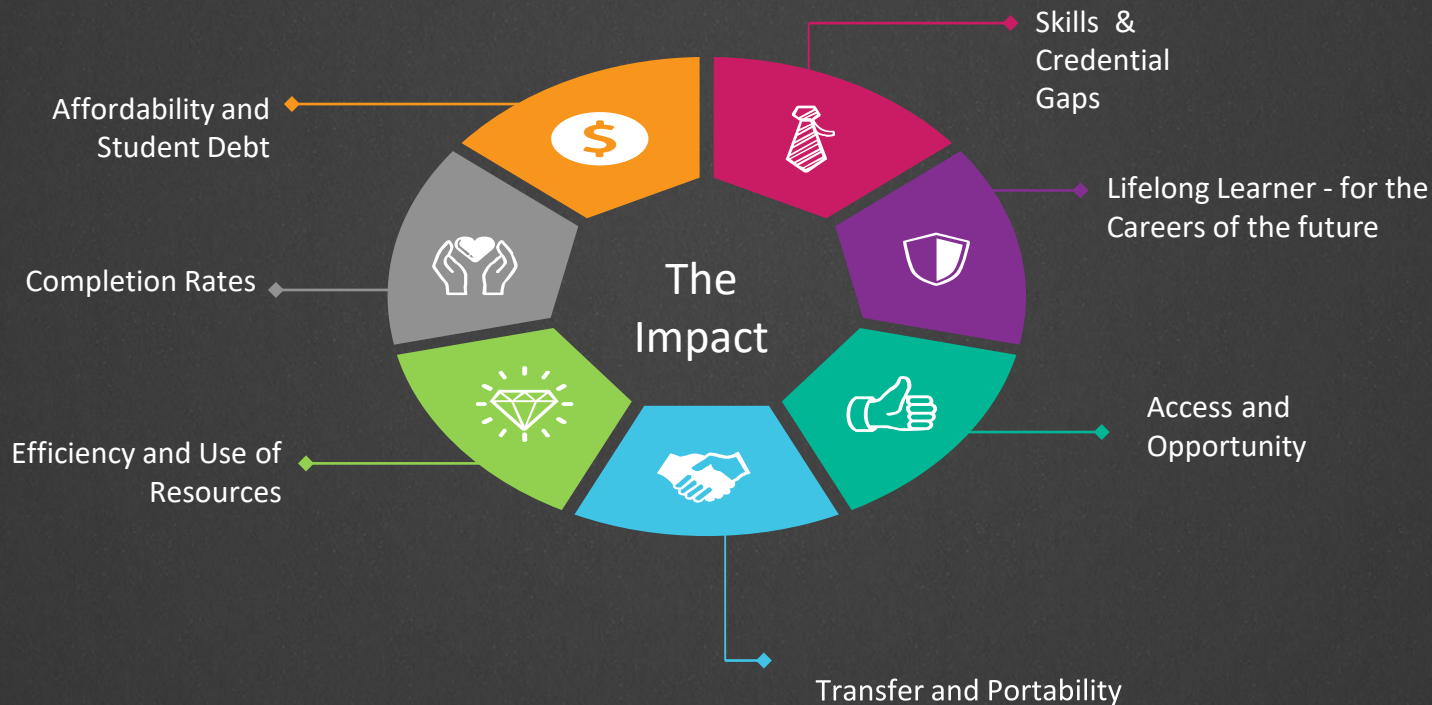 Skills & Credential
Gaps
Affordability and
Student Debt
Lifelong Learner - for the
Careers of the future
The
Impact
Completion Rates
Access and
Opportunity
Efficiency and Use of
Resources
$
Transfer and Portability